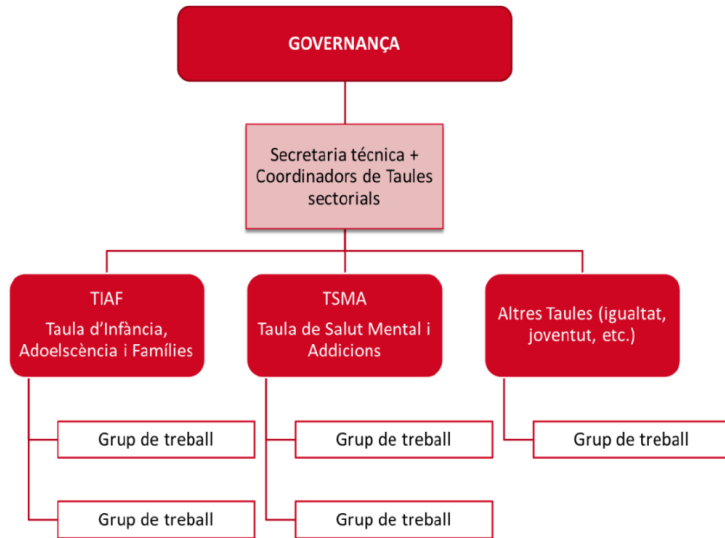 GOVERNANÇA
Secretaria técnica +
Coordinadors de Taules
sectorials
TIAF
Taula d'Infància,
Adoelscència i Famílies
TSMA
Taula de Salut Mental i
Addicions
Altres Taules (igualtat,
joventut, etc.)
Grup de treball
Grup de treball
Grup de treball
Grup de treball
Grup de treball